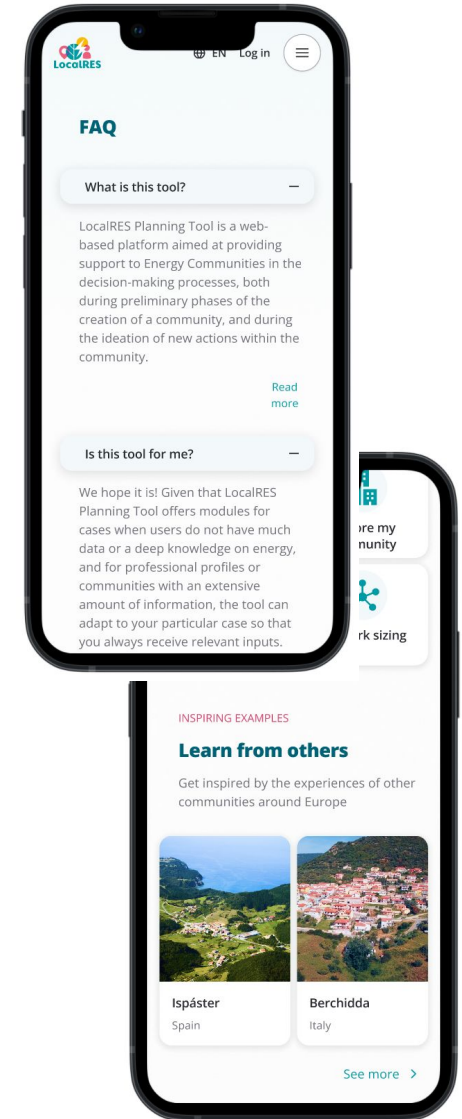 LocalRES
EN Log in
FAQ
What is this tool?
LocalRES Planning Tool is a web-
based platform aimed at providing
support to Energy Communities in the
decision-making processes, both
during preliminary phases of the
creation of a community, and during
the ideation of new actions within the
community.
Read
more
Is this tool for me?
We hope it is! Given that LocalRES
Planning Tool offers modules for
cases when users do not have much
data or a deep knowledge on energy,
and for professional profiles or
communities with an extensive
amount of information, the tool can
adapt to your particular case so that
you always receive relevant inputs.
ore my
munity
rk sizing
INSPIRING EXAMPLES
Learn from others
Get inspired by the experiences of other
communities around Europe
Ispáster
Spain
Berchidda
Italy
See more